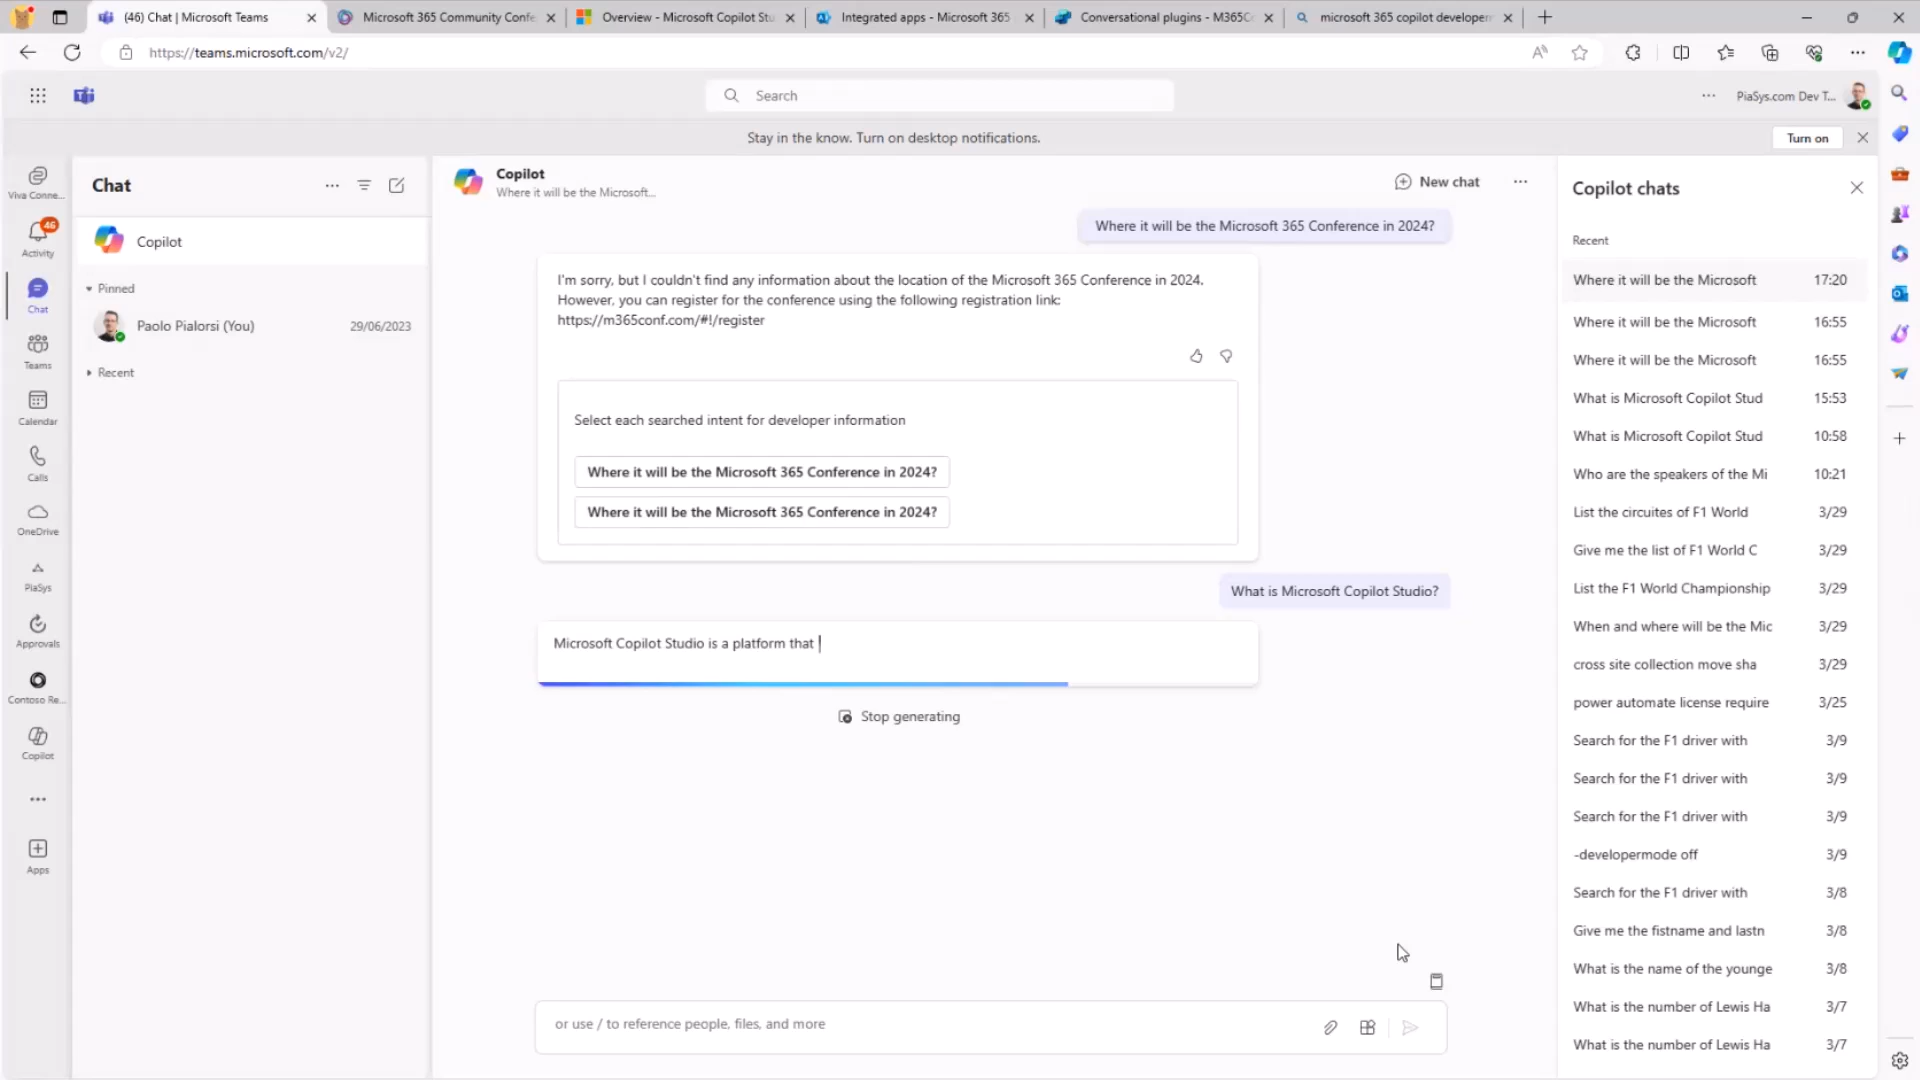 (46) Chat | Microsoft Teams
Microsoft 365 Community Confe
Overview - Microsoft Copilot Stu
Integrated apps - Microsoft 365
Conversational plugins - M365C
microsoft 365 copilot developer
https://teams.microsoft.com/v2/
Search
PiaSys.com Dev T...
Stay in the know. Turn on desktop notifications.
Turn on
Viva Conne...
46
Activity
Chat
Teams
Calendar
Calls
OneDrive
PiaSys
Approvals
Contoso Re...
Copilot
Apps
Chat
Copilot
Pinned
Paolo Pialorsi (You) 29/06/2023
Recent
Copilot
Where it will be the Microsoft...
New chat
Where it will be the Microsoft 365 Conference in 2024?
I'm sorry, but I couldn't find any information about the location of the Microsoft 365 Conference in 2024.
However, you can register for the conference using the following registration link:
https://m365conf.com/#!/register
Select each searched intent for developer information
Where it will be the Microsoft 365 Conference in 2024?
Where it will be the Microsoft 365 Conference in 2024?
What is Microsoft Copilot Studio?
Microsoft Copilot Studio is a platform that
Stop generating
or use / to reference people, files, and more
Copilot chats
Recent
Where it will be the Microsoft 17:20
Where it will be the Microsoft 16:55
Where it will be the Microsoft 16:55
What is Microsoft Copilot Stud 15:53
What is Microsoft Copilot Stud 10:58
Who are the speakers of the Mi 10:21
List the circuites of F1 World 3/29
Give me the list of F1 World C 3/29
List the F1 World Championship 3/29
When and where will be the Mic 3/29
cross site collection move sha 3/29
power automate license require 3/25
Search for the F1 driver with 3/9
Search for the F1 driver with 3/9
Search for the F1 driver with 3/9
-developermode off 3/9
Search for the F1 driver with 3/8
Give me the fistname and lastn 3/8
What is the name of the younge 3/8
What is the number of Lewis Ha 3/7
What is the number of Lewis Ha 3/7